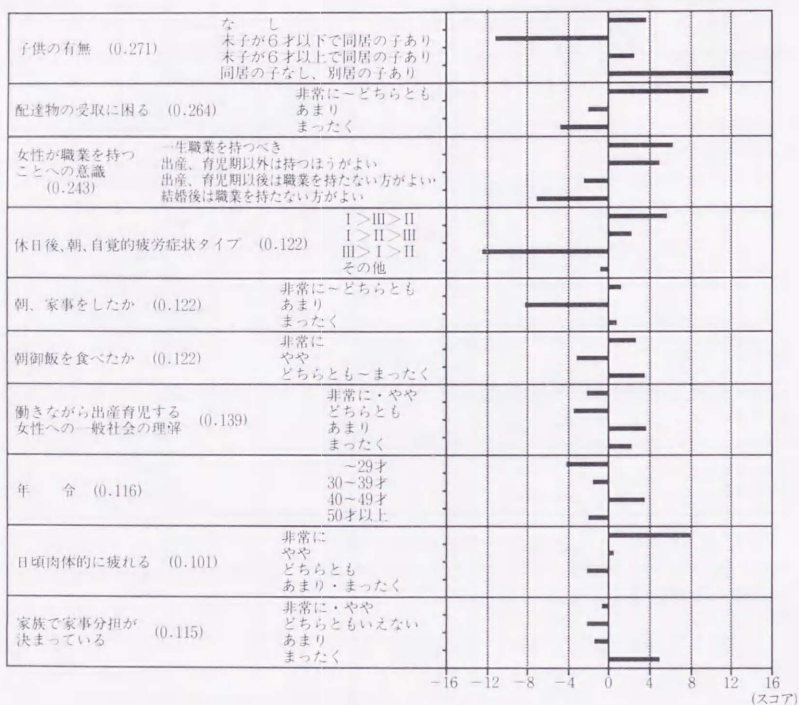 子供の有無 (0.271)
な し
末子が6才以下で同居の子あり
末子が6才以上で同居の子あり
同居の子なし、別居の子あり
配達物の受取に困る (0.264)
非常に〜どちらとも
あまり
まったく
女性が職業を持つ
ことへの意識
(0.243)
一生職業を持つべき
出産、育児期以外は持つほうがよい
出産、育児期以後は職業を持たない方がよい・
結婚後は職業を持たない方がよい
休日後、朝、自覚的疲労症状タイプ (0.122)
I>III>II
I>II>III
III>I>II
その他
朝、家事をしたか (0.122)
非常に〜どちらとも
あまり
まったく
朝御飯を食べたか (0.122)
非常に
やや
どちらとも〜まったく
働きながら出産育児する
女性への一般社会の理解 (0.139)
非常に・やや
どちらとも
あまり
まったく
年 令 (0.116)
〜29才
30〜39才
40〜49才
50才以上
日頃肉体的に疲れる (0.101)
非常に
やや
どちらとも
あまり・まったく
家族で家事分担が
決まっている (0.115)
非常に・やや
どちらともいえない
あまり
まったく
-16 -12 -8 -4 0 4 8 12 16
(スコア)